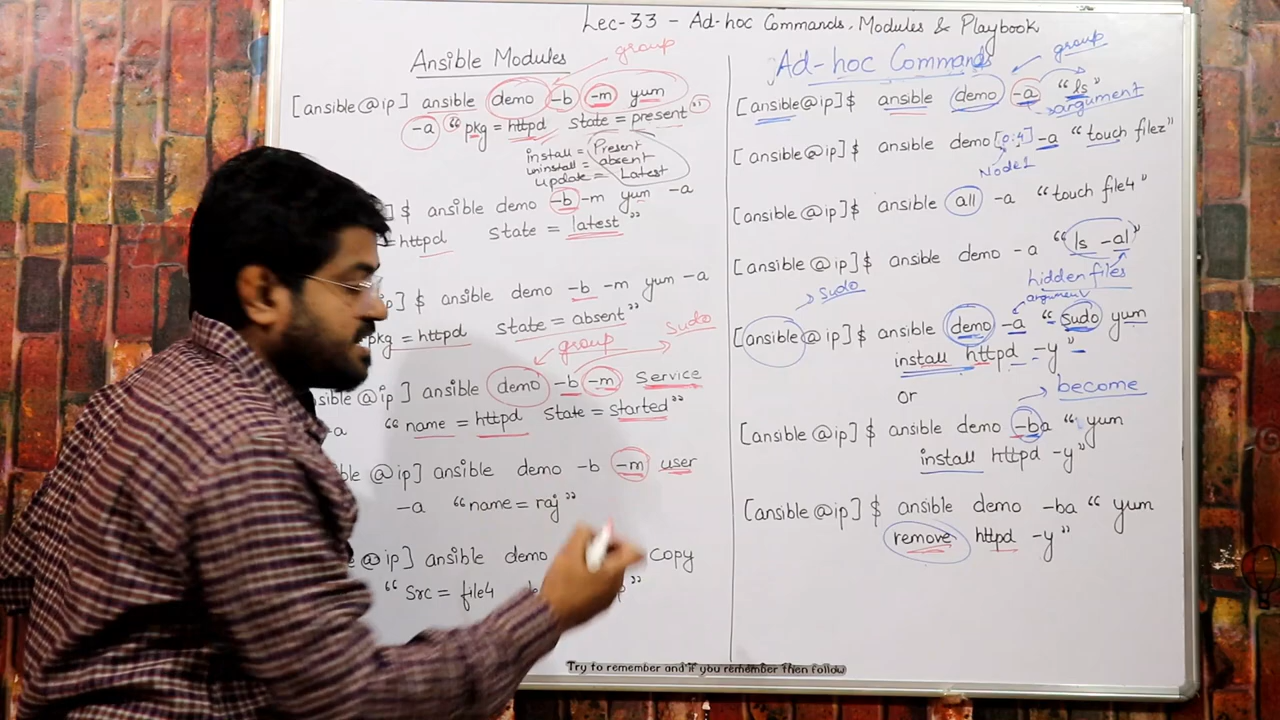 Lec-33 - Ad-hoc Commands, Modules & Playbook
Ansible Modules
group
[ansible@ip] ansible demo -b -m yum
-a "pkg = httpd state = present"
install = Present
uninstall = absent
update = Latest
] $ ansible demo -b -m yum -a
= httpd state = latest"
ip] $ ansible demo -b -m yum -a
pkg = httpd state = absent"
group sudo
@ip] ansible demo -b -m Service
-a "name = httpd state = started"
@ip] ansible demo -b -m user
-a "name = raj"
@ip] ansible demo copy
"Src = file4
Ad-hoc Commands
group
[ansible@ip]$ ansible demo -a "ls"
argument
[ansible@ip]$ ansible demo[0:4] -a "touch filez"
Node1
[ansible@ip]$ ansible all -a "touch file4"
[ansible@ip]$ ansible demo -a "ls -al"
hidden files
sudo
argument
[ansible@ip]$ ansible demo -a "sudo yum
install httpd -y"
or
become
[ansible@ip]$ ansible demo -ba "yum
install httpd -y"
[ansible@ip]$ ansible demo -ba "yum
remove httpd -y"
Try to remember and if you remember then follow